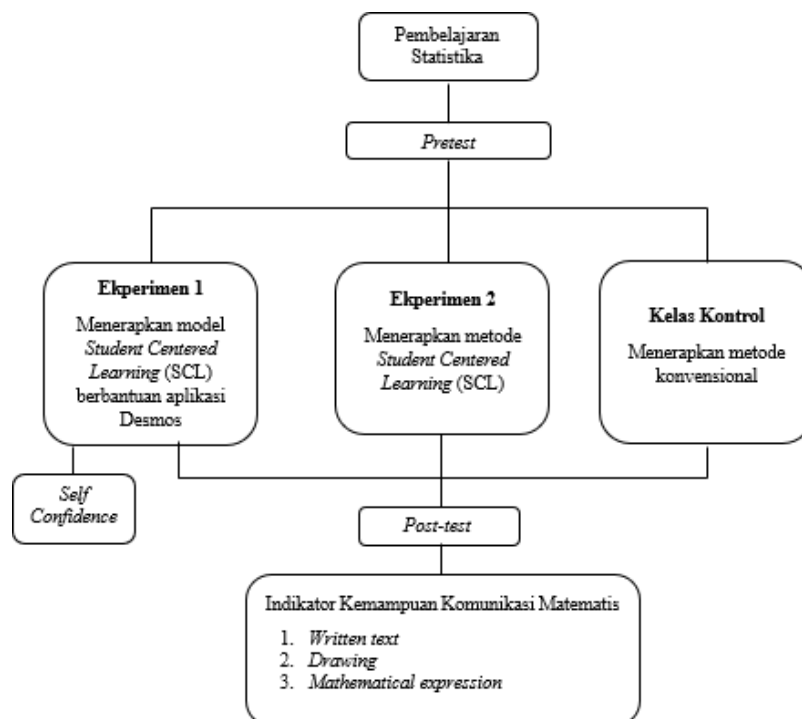 Pembelajaran
Statistika
Pretest
Ekperimen 1
Menerapkan model
Student Centered
Learning (SCL)
berbantuan aplikasi
Desmos
Ekperimen 2
Menerapkan metode
Student Centered
Learning (SCL)
Kelas Kontrol
Menerapkan metode
konvensional
Self
Confidence
Post-test
Indikator Kemampuan Komunikasi Matematis
1. Written text
2. Drawing
3. Mathematical expression